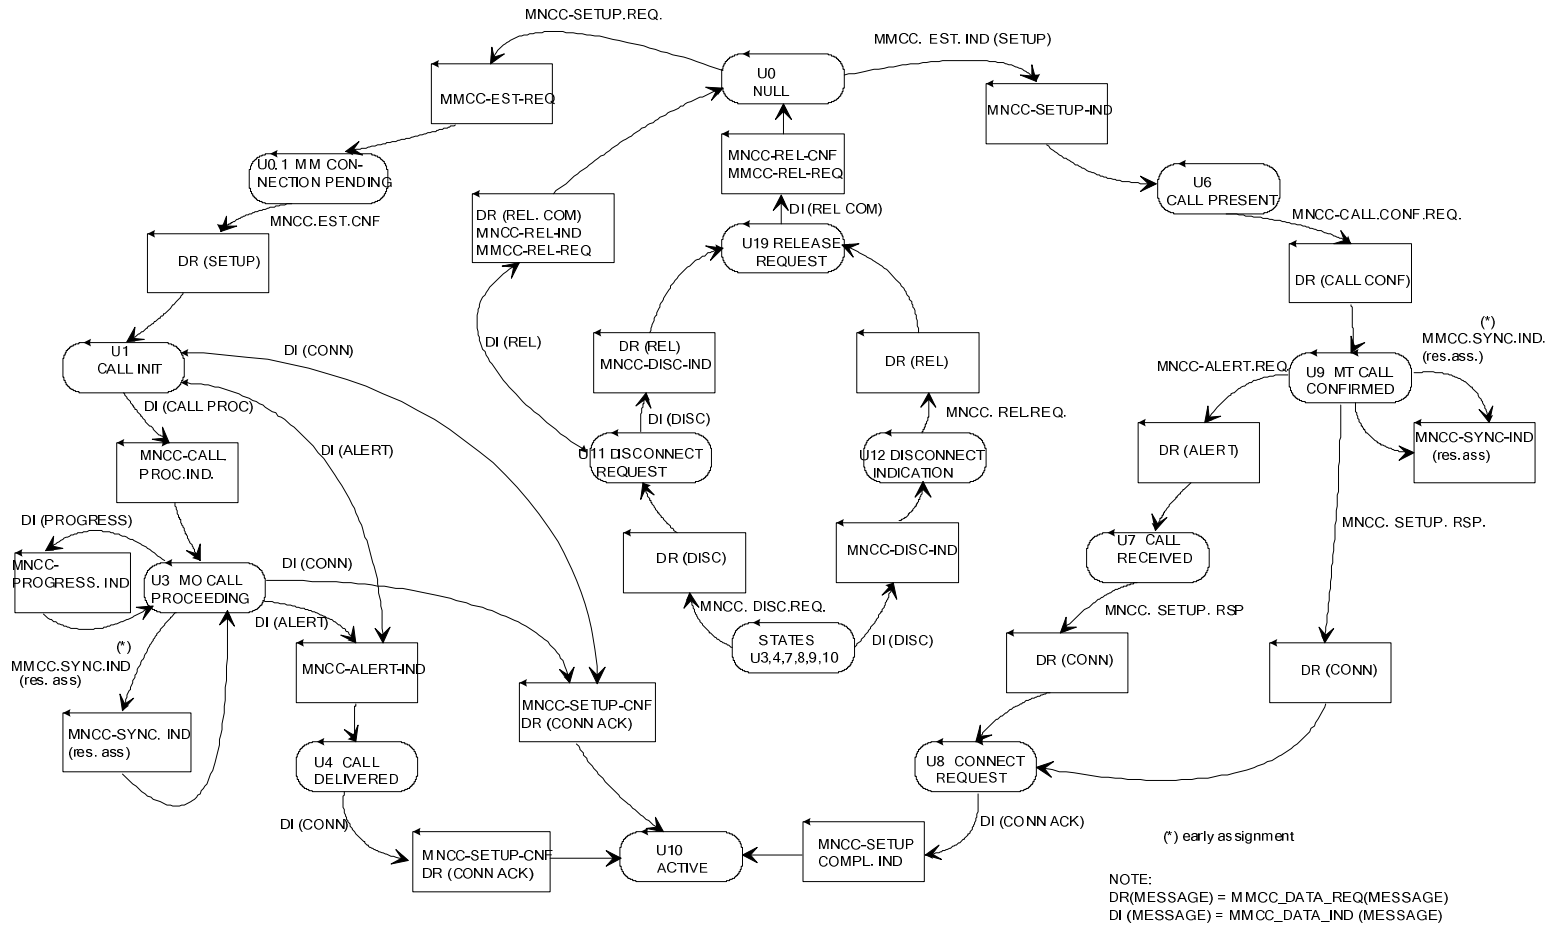 MNCC-SETUP.REQ.
MMCC. EST. IND (SETUP)
U0
NULL
MMCC-EST-REQ
MNCC-SETUP-IND
U0.1 MM CON-
NECTION PENDING
MNCC-REL-CNF
MMCC-REL-REQ
U6
CALL PRESENT
MNCC.EST.CNF
DR (REL. COM)
MNCC-REL-IND
MMCC-REL-REQ
DI (REL COM)
MNCC-CALL.CONF.REQ.
DR (SETUP)
U19 RELEASE
REQUEST
DR (CALL CONF)
U1
CALL INIT
DI (CONN)
DI (REL)
DR (REL)
MNCC-DISC-IND
DR (REL)
MNCC-ALERT.REQ.
U9 MT CALL
CONFIRMED
(*)
MMCC.SYNC.IND.
(res.ass.)
DI (CALL PROC)
DI (DISC)
MNCC. REL.REQ.
MNCC-CALL.
PROC.IND.
DI (ALERT)
U11 DISCONNECT
REQUEST
U12 DISCONNECT
INDICATION
DR (ALERT)
MNCC-SYNC-IND
(res.ass)
DI (PROGRESS)
MNCC-
PROGRESS. IND
U3 MO CALL
PROCEEDING
DI (CONN)
DR (DISC)
MNCC-DISC-IND
U7 CALL
RECEIVED
MNCC. SETUP. RSP.
DI (ALERT)
MNCC. DISC.REQ.
STATES
U3,4,7,8,9,10
DI (DISC)
MNCC. SETUP. RSP
(*)
MMCC.SYNC.IND
(res. ass)
MNCC-ALERT-IND
DR (CONN)
DR (CONN)
MNCC-SYNC. IND
(res. ass)
MNCC-SETUP-CNF
DR (CONN ACK)
U4 CALL
DELIVERED
U8 CONNECT
REQUEST
DI (CONN)
MNCC-SETUP-CNF
DR (CONN ACK)
U10
ACTIVE
MNCC-SETUP
COMPL. IND
DI (CONN ACK)
(*) early assignment
NOTE:
DR(MESSAGE) = MMCC_DATA_REQ(MESSAGE)
DI (MESSAGE) = MMCC_DATA_IND (MESSAGE)